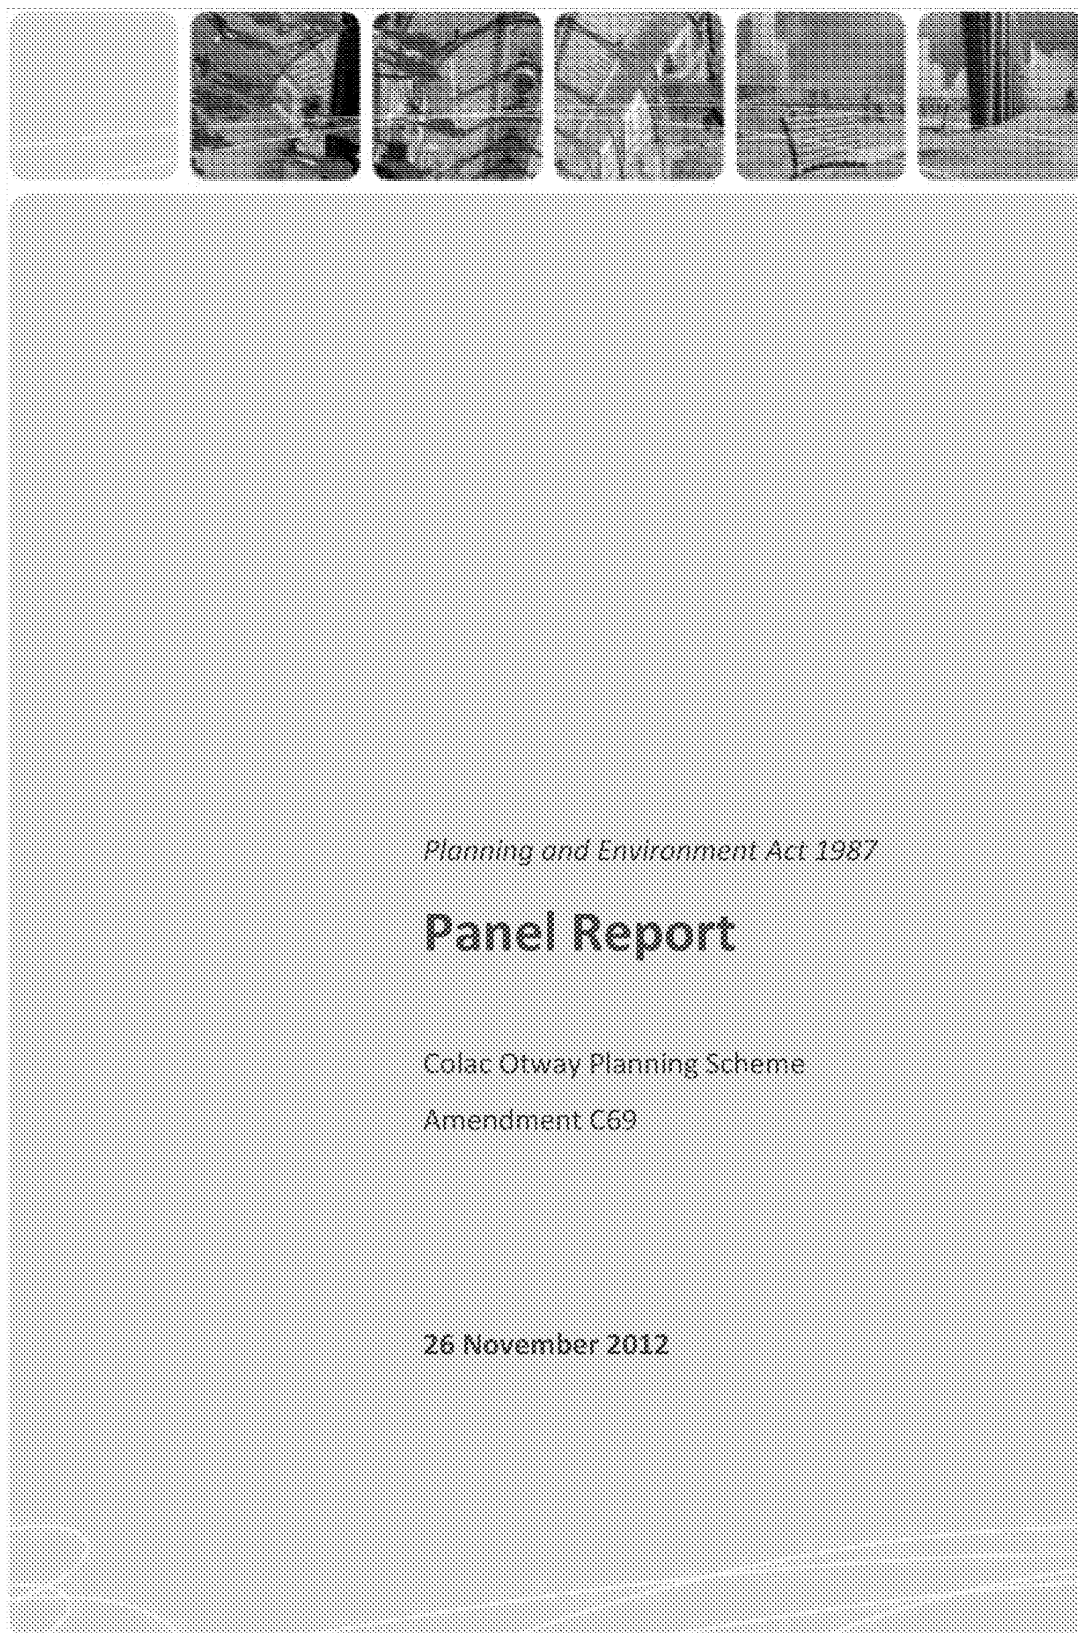 Planning and Environment Act 1987
Panel Report
Colac Otway Planning Scheme
Amendment C69
26 November 2012